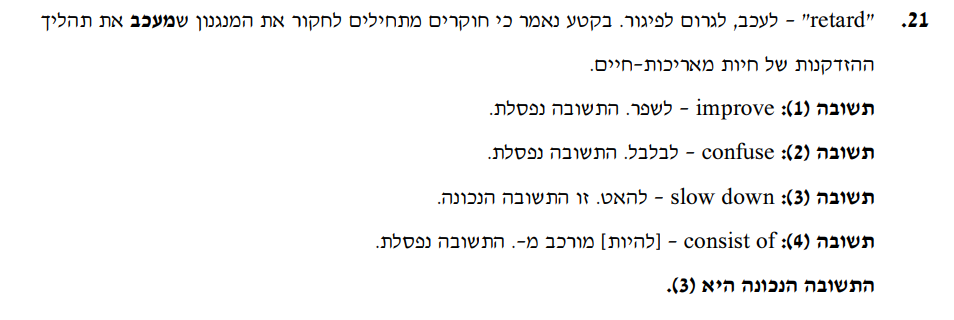 21. "retard" - לעכב, לגרום לפיגור. בקטע נאמר כי חוקרים מתחילים לחקור את המנגנון שמעכב את תהליך
ההזדקנות של חיות מאריכות-חיים.
תשובה (1): improve - לשפר. התשובה נפסלת.
תשובה (2): confuse - לבלבל. התשובה נפסלת.
תשובה (3): slow down - להאט. זו התשובה הנכונה.
תשובה (4): consist of - [להיות] מורכב מ-. התשובה נפסלת.
התשובה הנכונה היא (3).